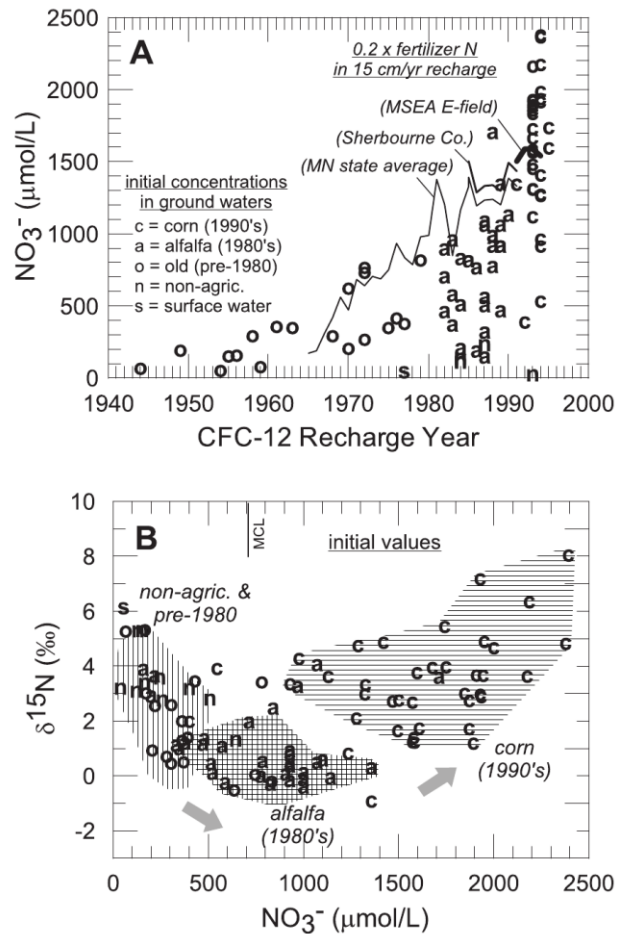 A
2500
2000
1500
1000
500
0
NO₃⁻ (µmol/L)
0.2 x fertilizer N
in 15 cm/yr recharge
(MSEA E-field)
(Sherbourne Co.)
(MN state average)
initial concentrations
in ground waters
c = corn (1990's)
a = alfalfa (1980's)
o = old (pre-1980)
n = non-agric.
s = surface water
1940 1950 1960 1970 1980 1990 2000
CFC-12 Recharge Year
B
10
8
6
4
2
0
-2
δ¹⁵N (‰)
MCL
initial values
non-agric. &
pre-1980
corn
(1990's)
alfalfa
(1980's)
0 500 1000 1500 2000 2500
NO₃⁻ (µmol/L)